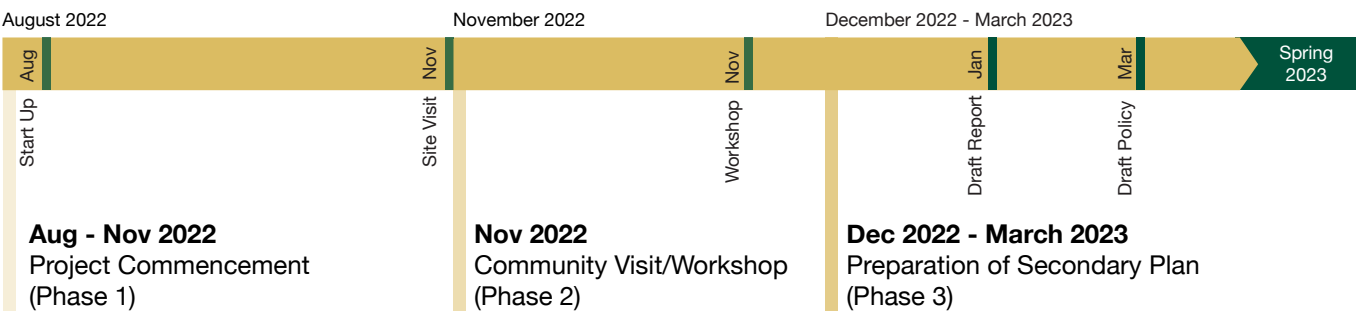 August 2022
November 2022
December 2022 - March 2023
Aug
Nov
Nov
Jan
Mar
Spring
2023
Start Up
Site Visit
Workshop
Draft Report
Draft Policy
Aug - Nov 2022
Project Commencement
(Phase 1)
Nov 2022
Community Visit/Workshop
(Phase 2)
Dec 2022 - March 2023
Preparation of Secondary Plan
(Phase 3)